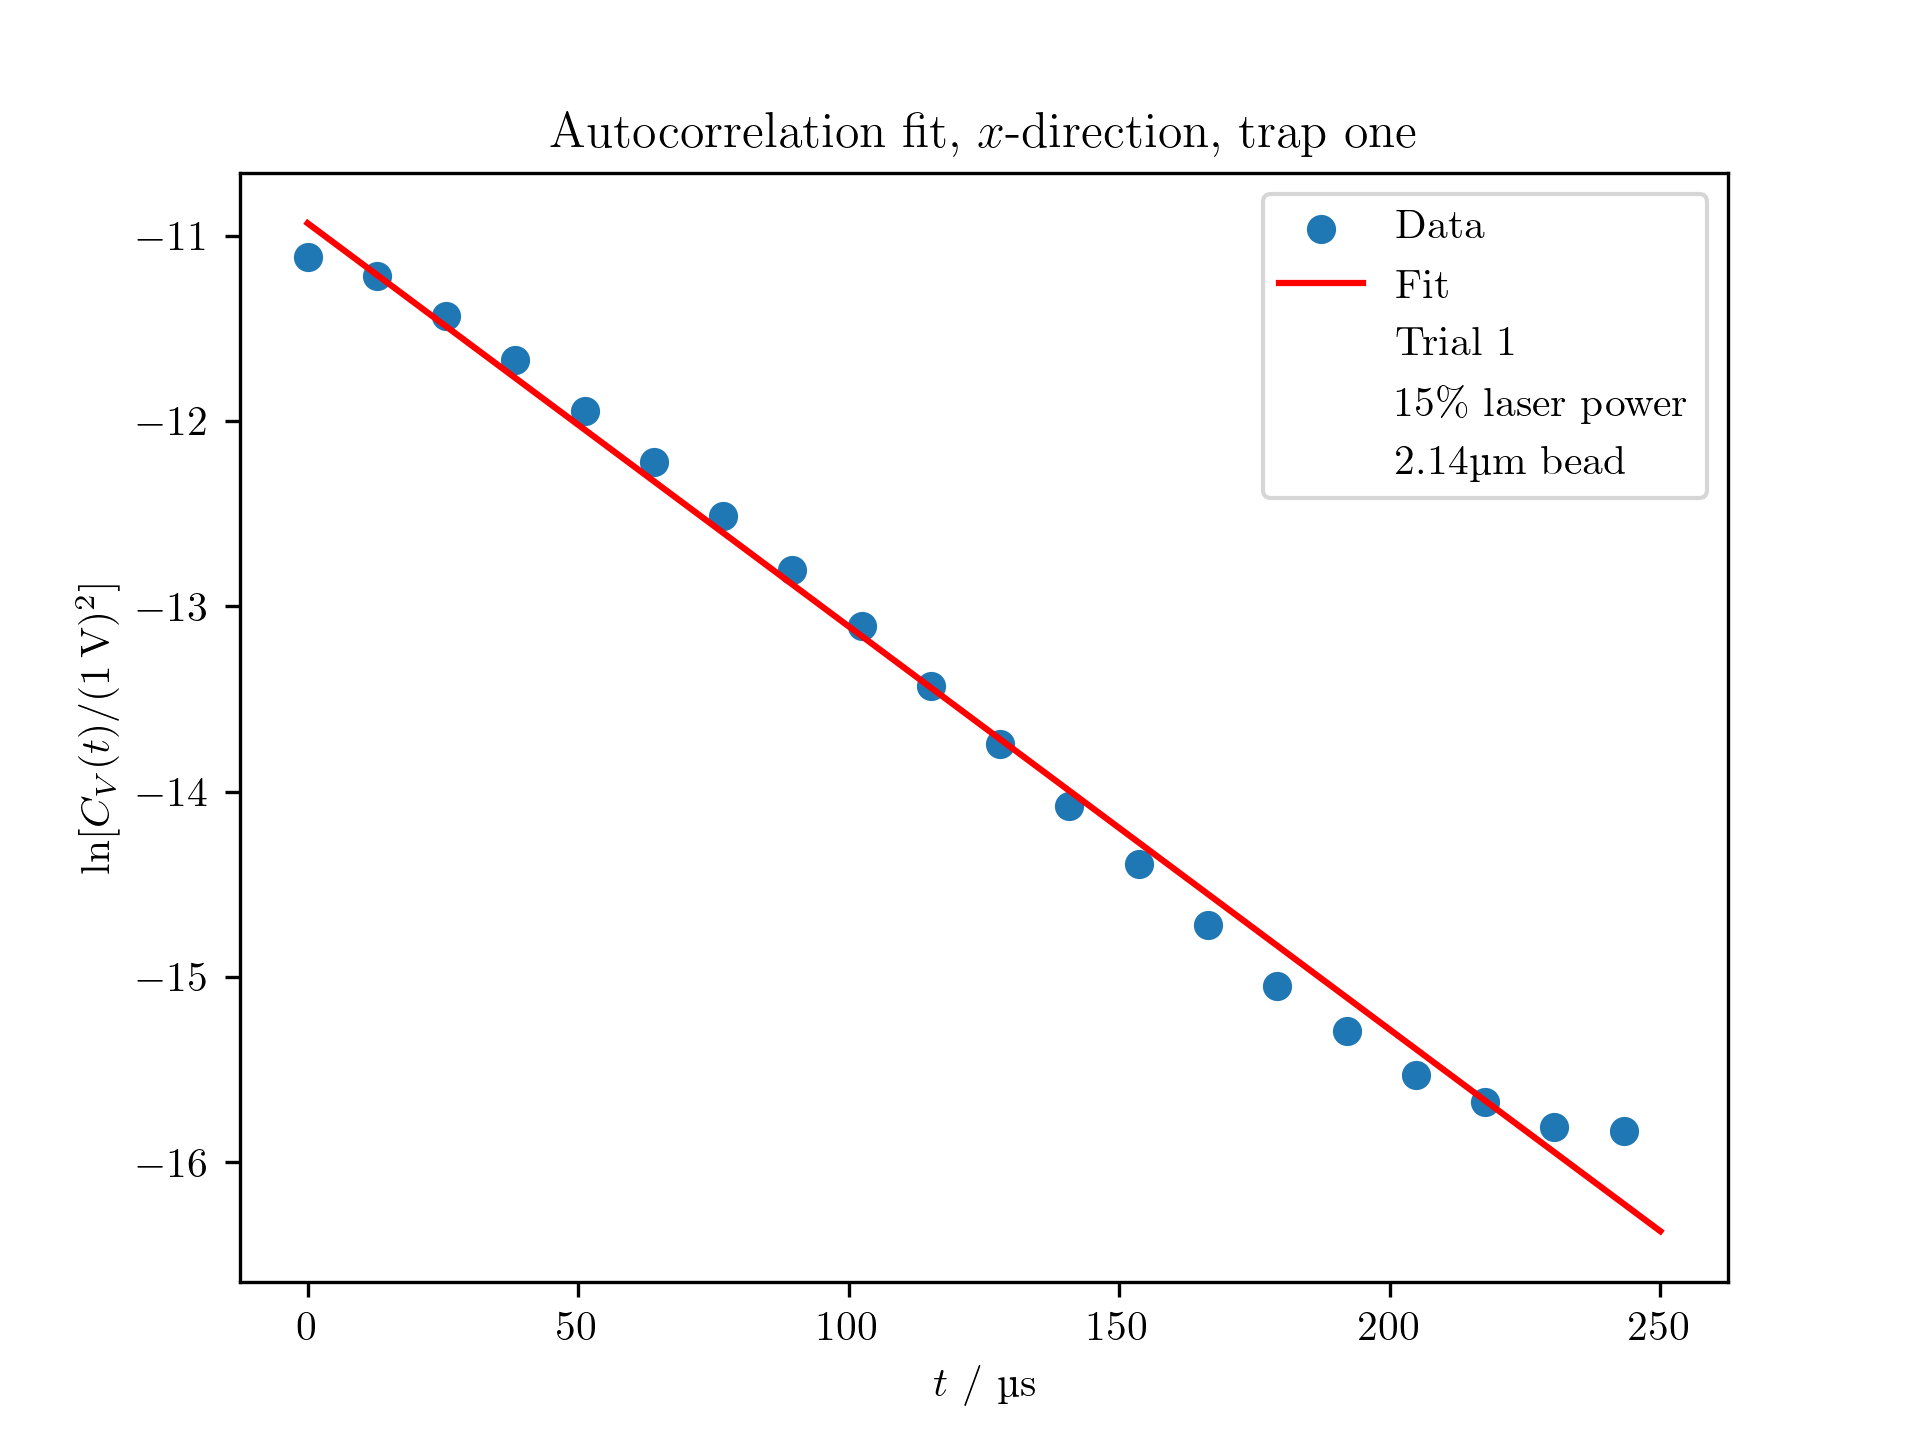 Autocorrelation fit, x-direction, trap one
Data
Fit
Trial 1
15% laser power
2.14µm bead
ln[C_V(t)/(1 V)²]
−11
−12
−13
−14
−15
−16
0 50 100 150 200 250
t / µs